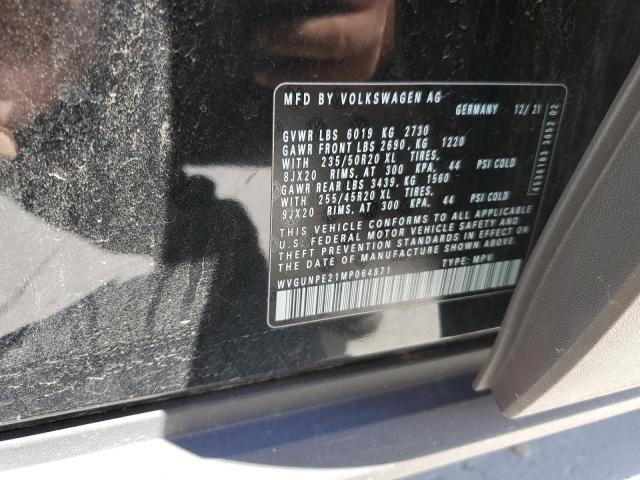 MFD BY VOLKSWAGEN AG
GERMANY 12/21
GVWR LBS 6019 KG 2730
GAWR FRONT LBS 2690, KG 1220
WITH 235/50R20 XL TIRES,
8JX20 RIMS, AT 300 KPA, 44 PSI COLD
GAWR REAR LBS 3439, KG 1560
WITH 255/45R20 XL TIRES,
9JX20 RIMS, AT 300 KPA, 44 PSI COLD
THIS VEHICLE CONFORMS TO ALL APPLICABLE
U.S. FEDERAL MOTOR VEHICLE SAFETY AND
THEFT PREVENTION STANDARDS IN EFFECT ON
THE DATE OF MANUFACTURE SHOWN ABOVE.
WVGUNPE21MP064871 TYPE: MPV